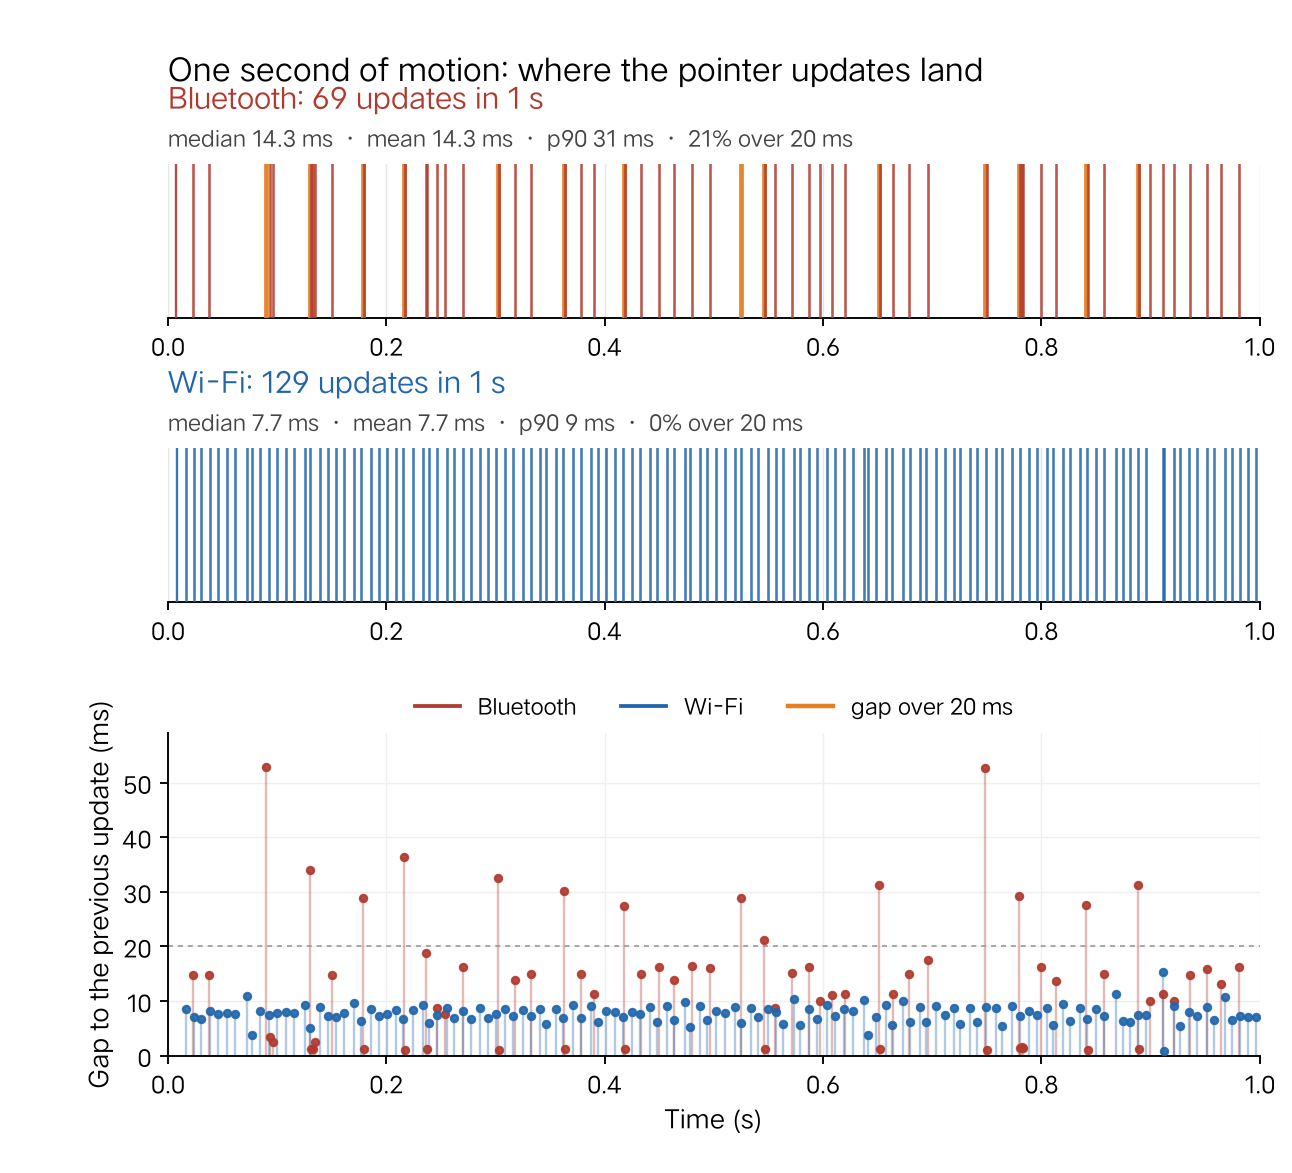 One second of motion: where the pointer updates land
Bluetooth: 69 updates in 1 s
median 14.3 ms · mean 14.3 ms · p90 31 ms · 21% over 20 ms
0.0 0.2 0.4 0.6 0.8 1.0
Wi-Fi: 129 updates in 1 s
median 7.7 ms · mean 7.7 ms · p90 9 ms · 0% over 20 ms
0.0 0.2 0.4 0.6 0.8 1.0
Bluetooth Wi-Fi gap over 20 ms
Gap to the previous update (ms)
50
40
30
20
10
0
0.0 0.2 0.4 0.6 0.8 1.0
Time (s)